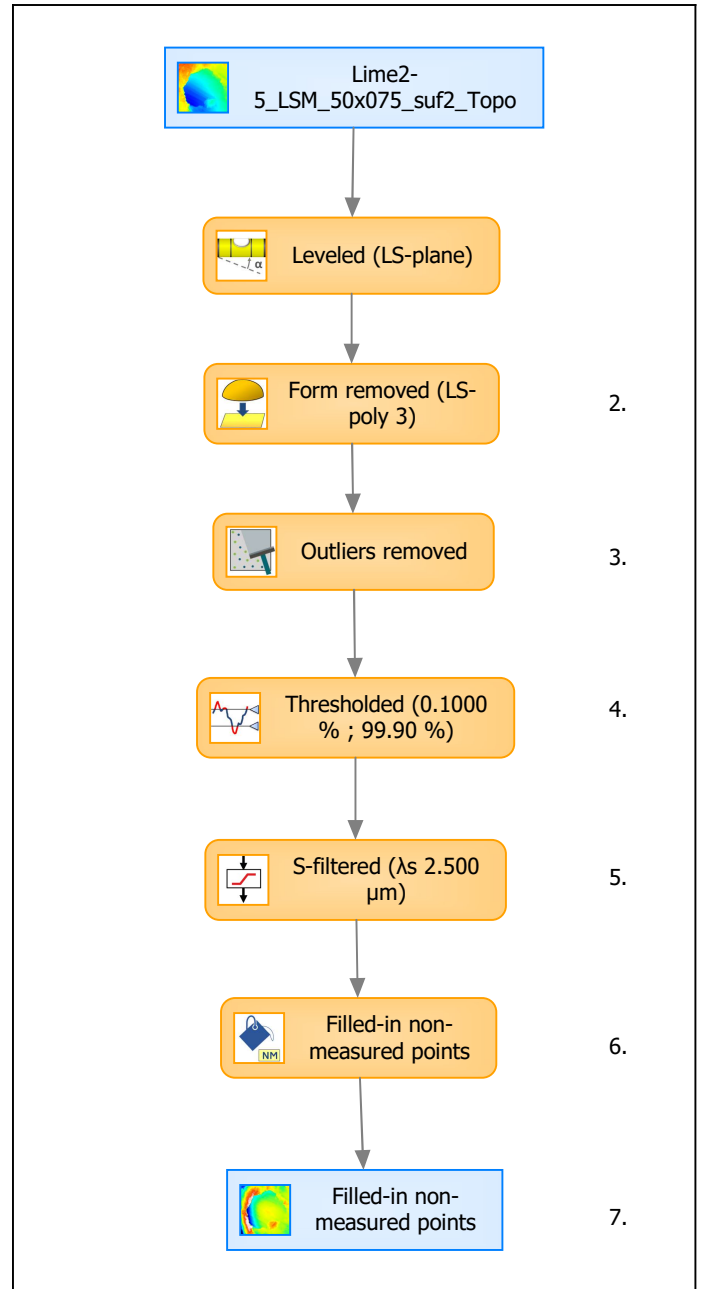 Lime2-
5_LSM_50x075_suf2_Topo
α
Leveled (LS-plane)
Form removed (LS-
poly 3)
2.
Outliers removed
3.
Thresholded (0.1000
% ; 99.90 %)
4.
S-filtered (λs 2.500
µm)
5.
NM
Filled-in non-
measured points
6.
Filled-in non-
measured points
7.